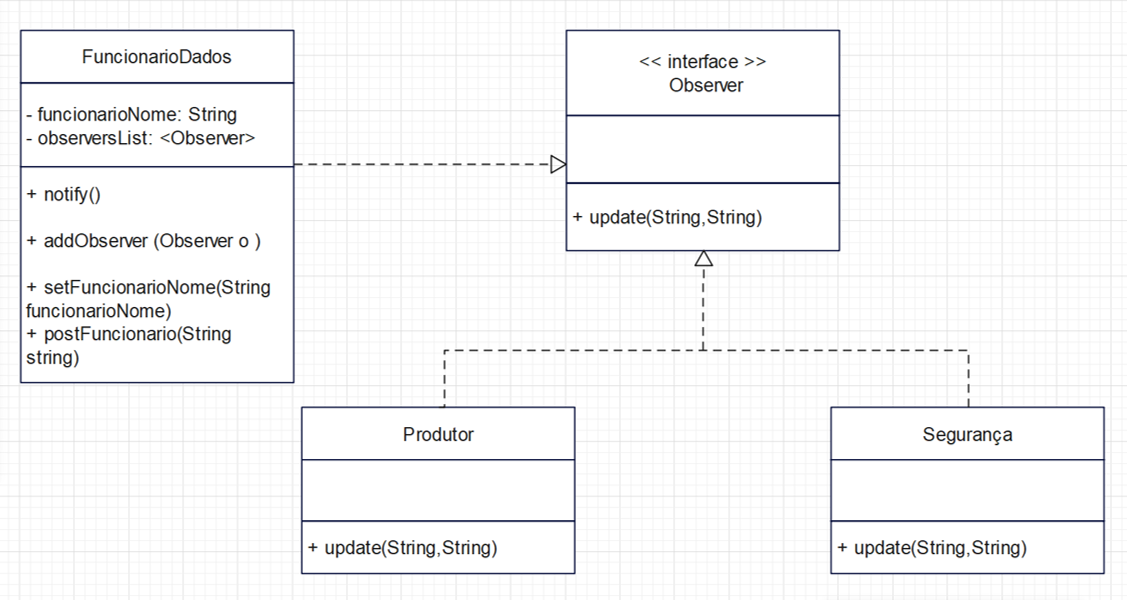 FuncionarioDados
- funcionarioNome: String
- observersList: <Observer>
+ notify()
+ addObserver (Observer o )
+ setFuncionarioNome(String
funcionarioNome)
+ postFuncionario(String
string)
<< interface >>
Observer
+ update(String,String)
Produtor
+ update(String,String)
Segurança
+ update(String,String)